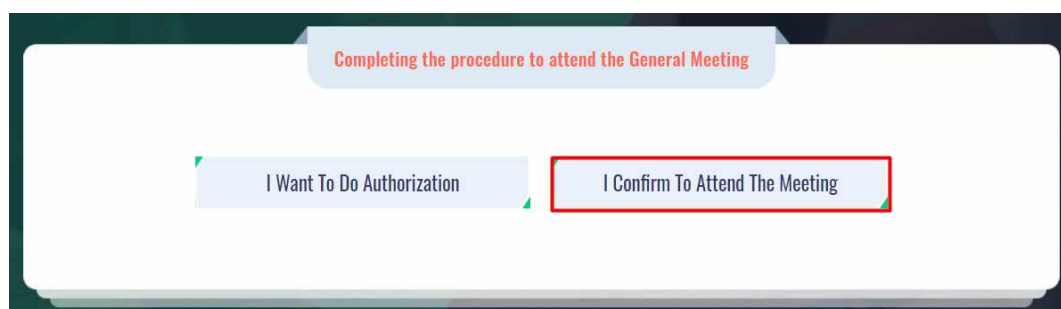 Completing the procedure to attend the General Meeting
I Want To Do Authorization
I Confirm To Attend The Meeting